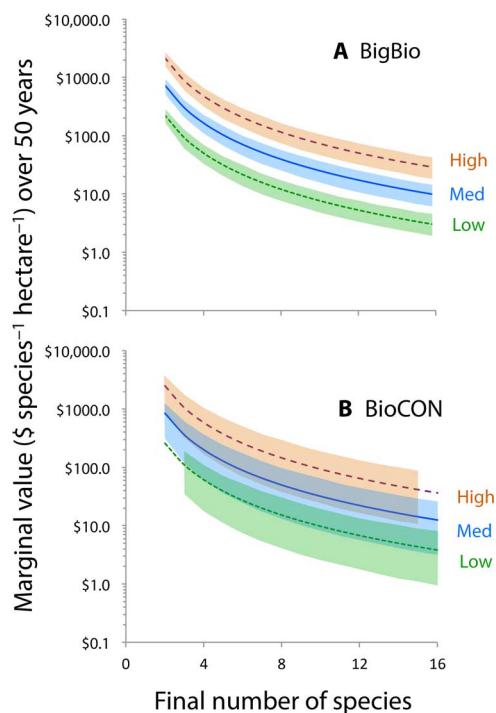 Marginal value ($ species⁻¹ hectare⁻¹) over 50 years
$10,000.0
$1000.0
$100.0
$10.0
$1.0
$0.1
A BigBio
High
Med
Low
$10,000.0
$1000.0
$100.0
$10.0
$1.0
$0.1
B BioCON
High
Med
Low
0 4 8 12 16
Final number of species